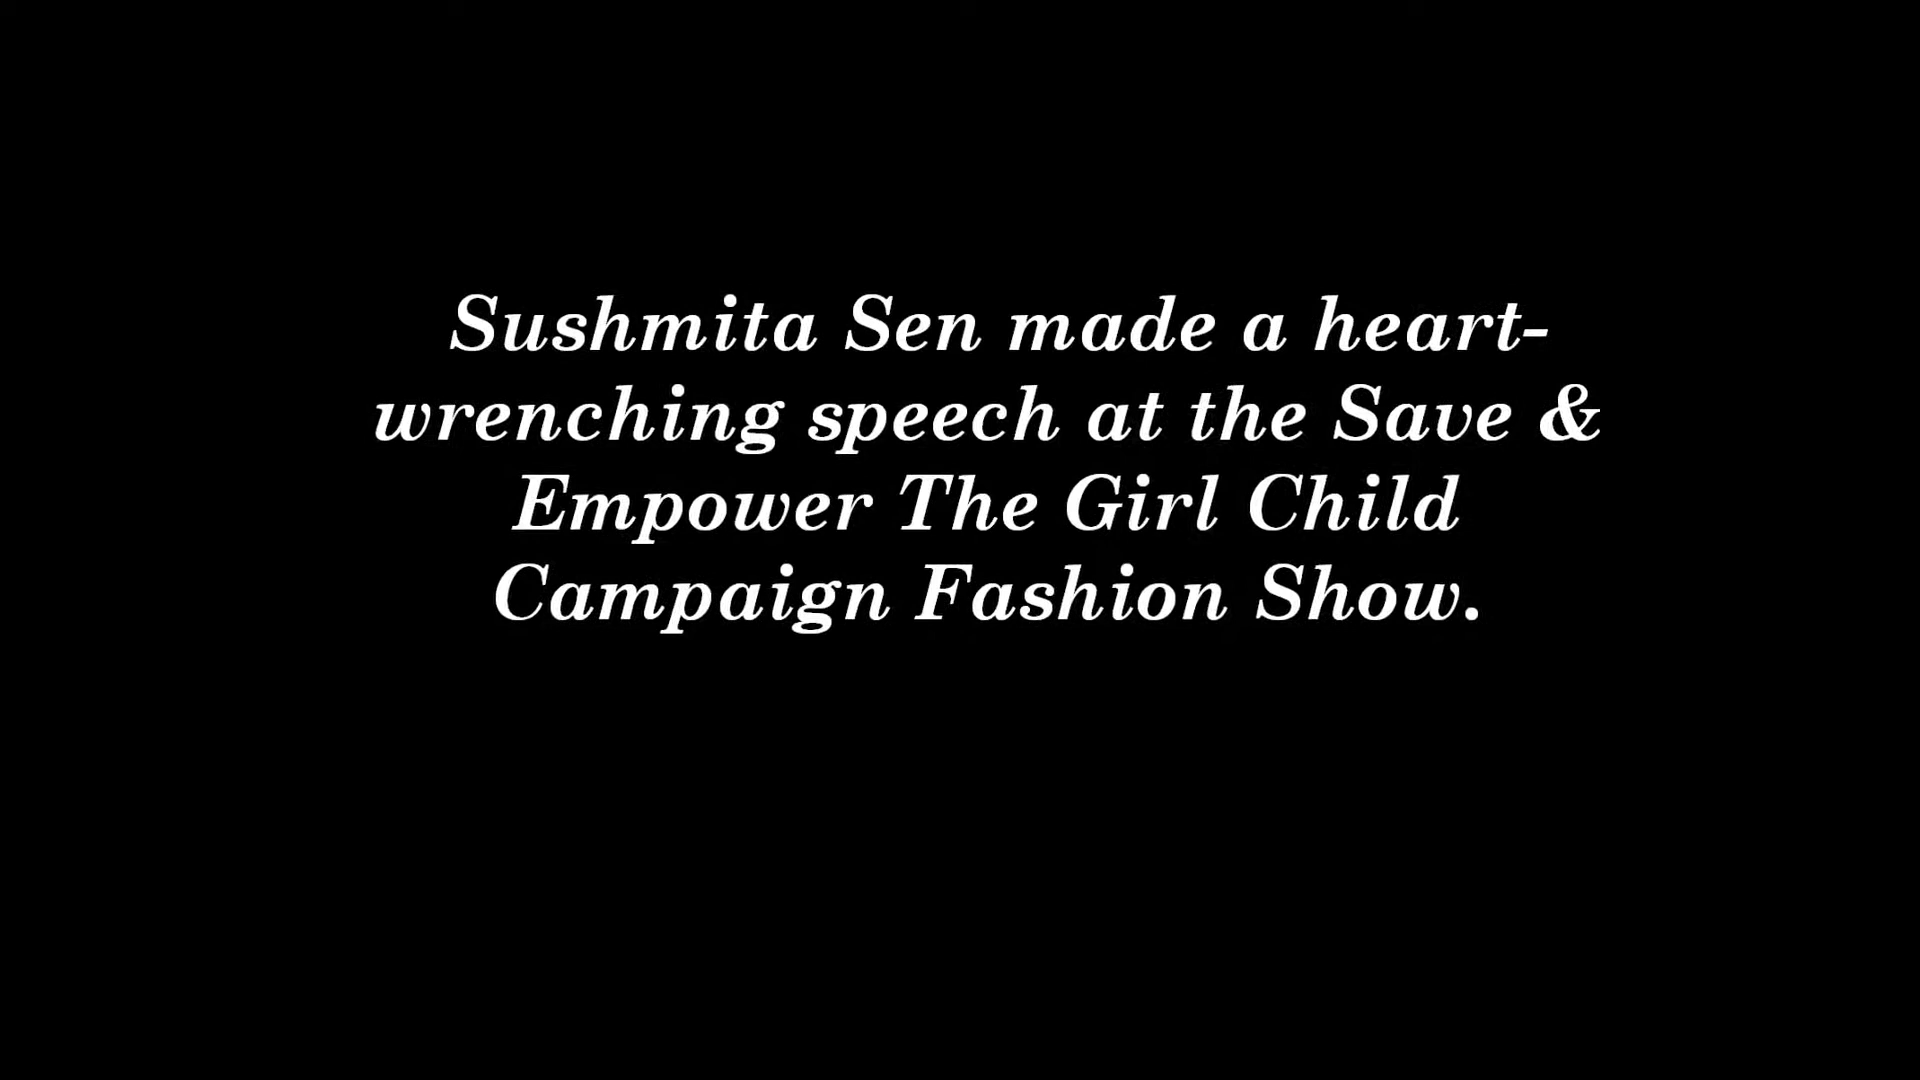 Sushmita Sen made a heart-
wrenching speech at the Save &
Empower The Girl Child
Campaign Fashion Show.